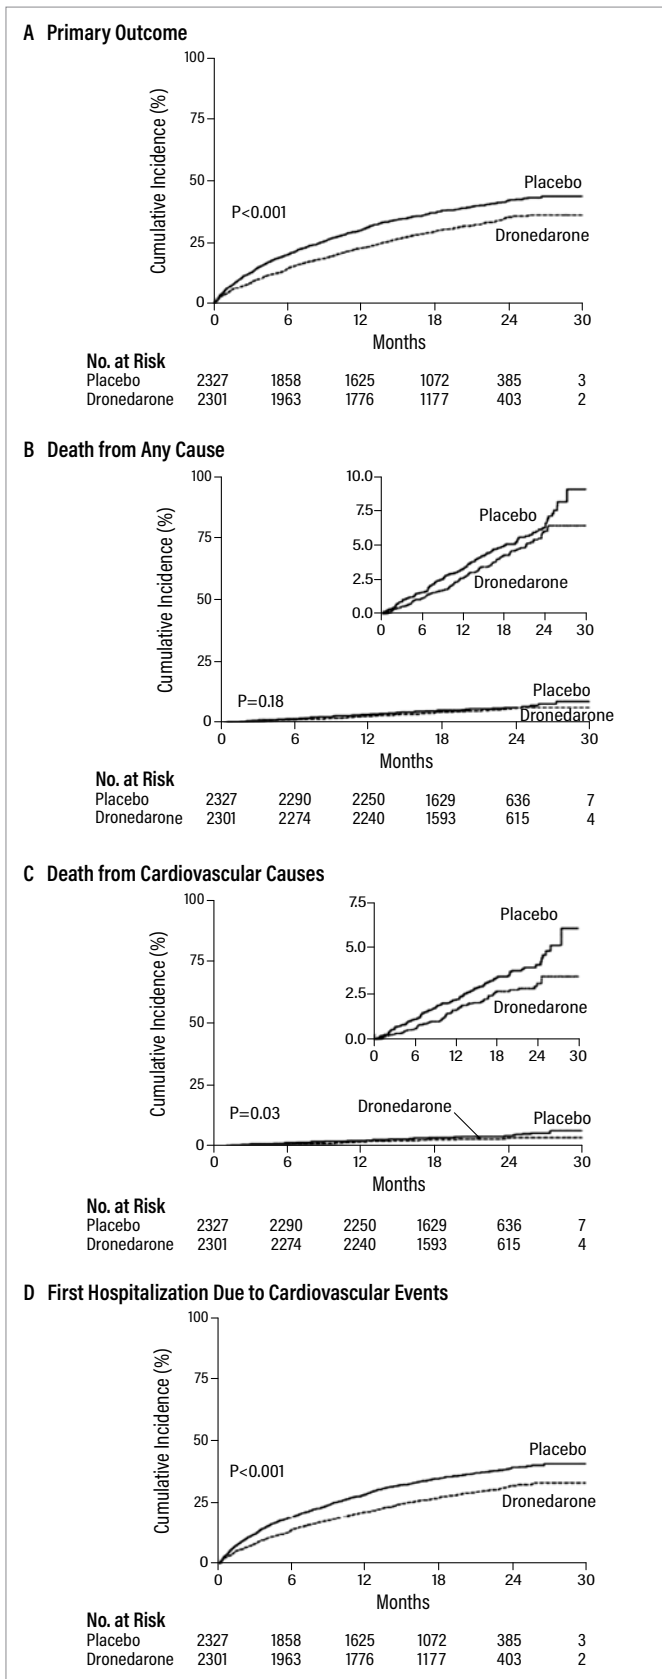 A Primary Outcome
Cumulative Incidence (%)
100
75
50
25
0
P<0.001
Placebo
Dronedarone
0 6 12 18 24 30
Months
No. at Risk
Placebo 2327 1858 1625 1072 385 3
Dronedarone 2301 1963 1776 1177 403 2
B Death from Any Cause
Cumulative Incidence (%)
100
75
50
25
0
10.0
7.5
5.0
2.5
0.0
Placebo
Dronedarone
0 6 12 18 24 30
P=0.18
Placebo
Dronedarone
0 6 12 18 24 30
Months
No. at Risk
Placebo 2327 2290 2250 1629 636 7
Dronedarone 2301 2274 2240 1593 615 4
C Death from Cardiovascular Causes
Cumulative Incidence (%)
100
75
50
25
0
7.5
5.0
2.5
0.0
Placebo
Dronedarone
0 6 12 18 24 30
P=0.03
Dronedarone
Placebo
0 6 12 18 24 30
Months
No. at Risk
Placebo 2327 2290 2250 1629 636 7
Dronedarone 2301 2274 2240 1593 615 4
D First Hospitalization Due to Cardiovascular Events
Cumulative Incidence (%)
100
75
50
25
0
P<0.001
Placebo
Dronedarone
0 6 12 18 24 30
Months
No. at Risk
Placebo 2327 1858 1625 1072 385 3
Dronedarone 2301 1963 1776 1177 403 2